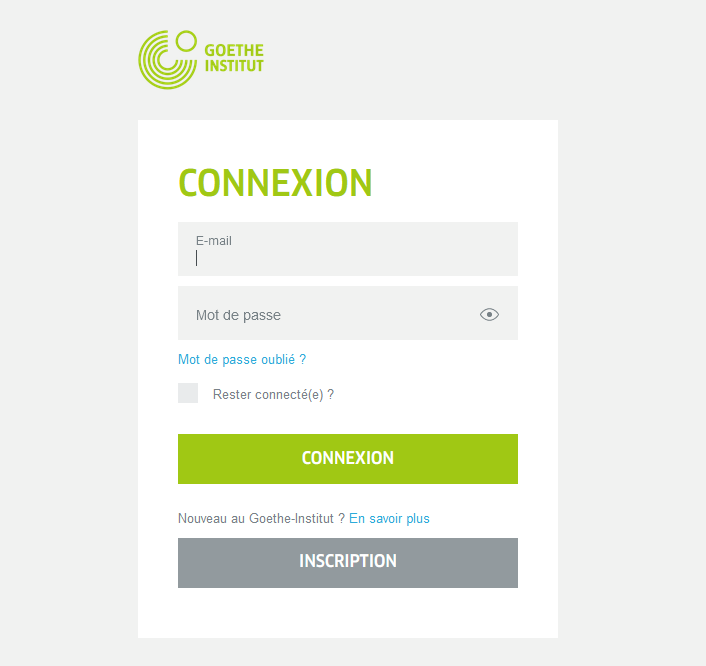 GOETHE
INSTITUT
CONNEXION
E-mail
Mot de passe
Mot de passe oublié ?
Rester connecté(e) ?
CONNEXION
Nouveau au Goethe-Institut ? En savoir plus
INSCRIPTION